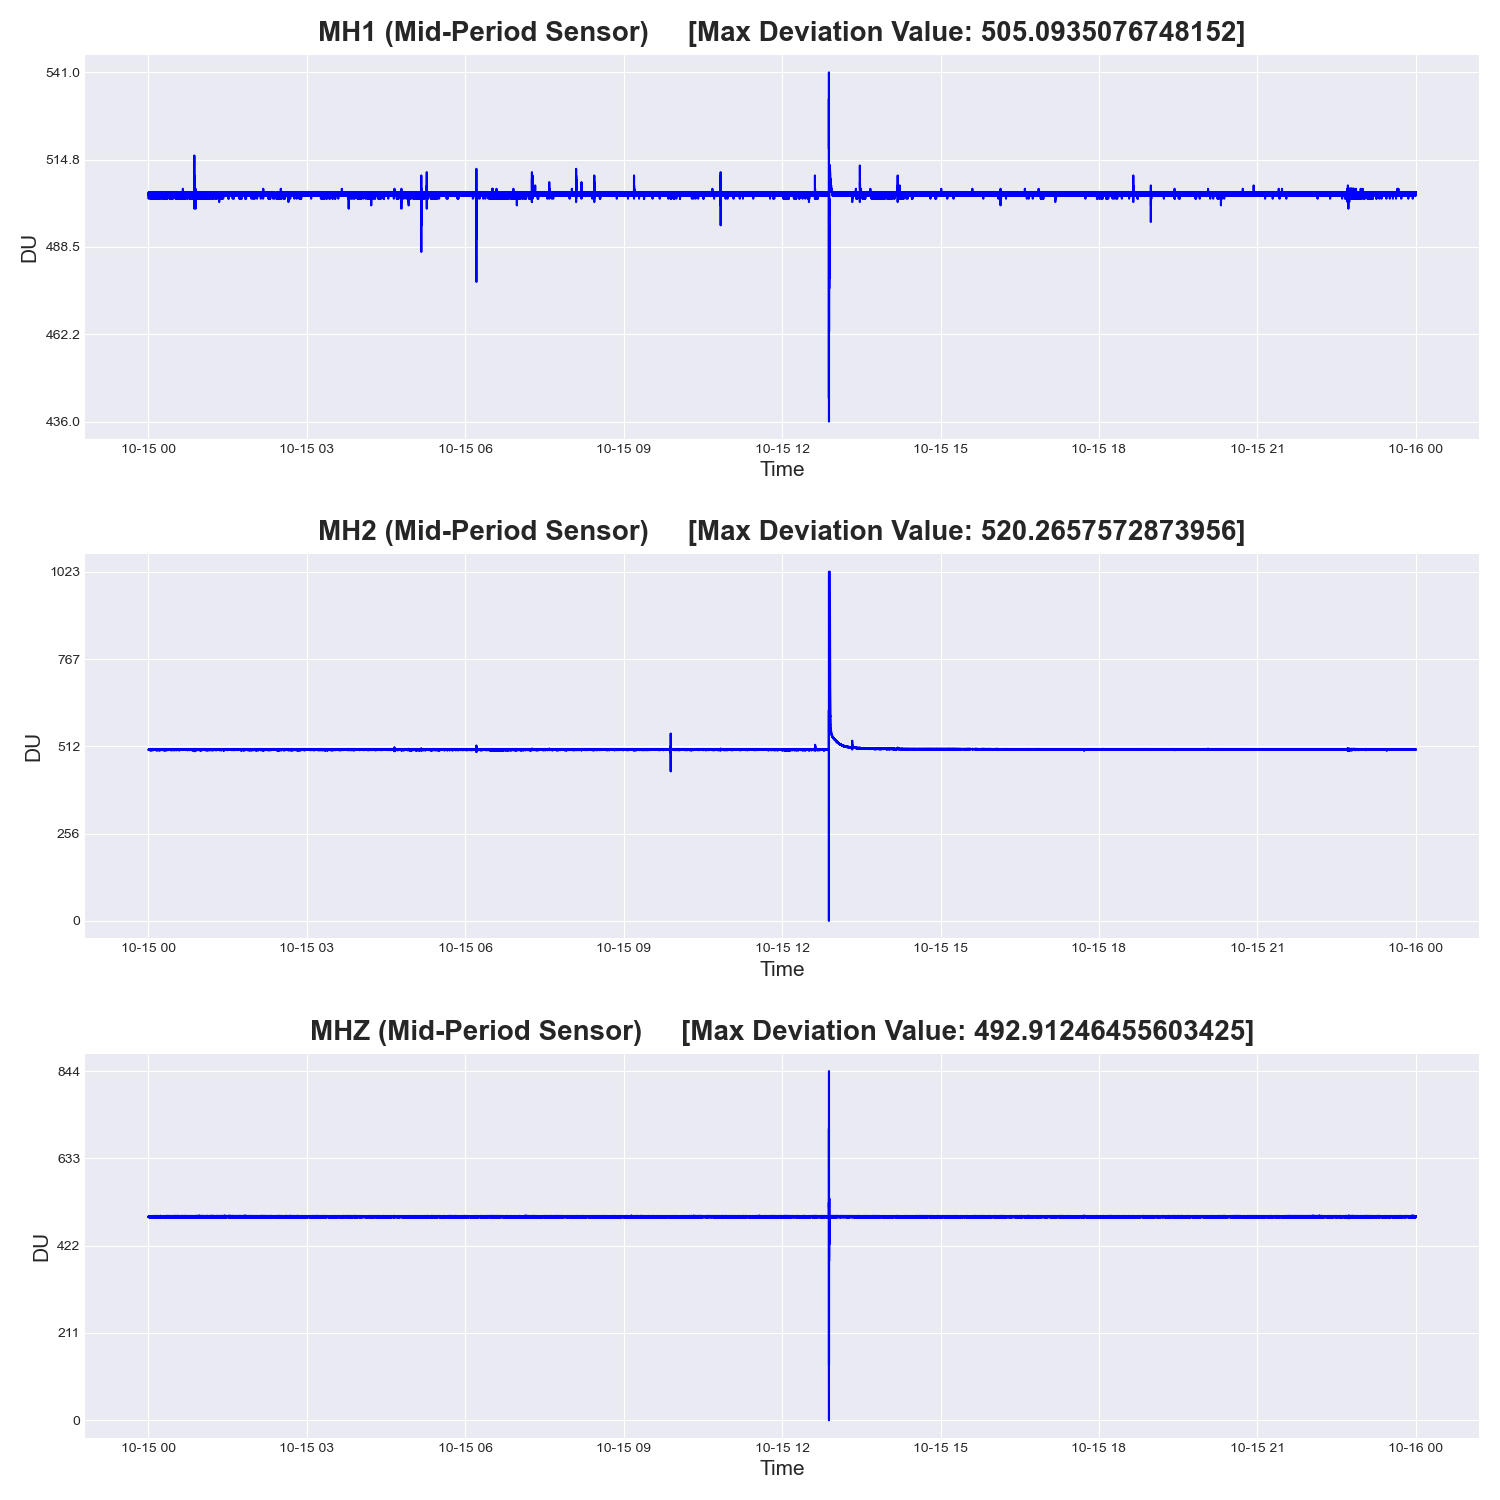 MH1 (Mid-Period Sensor) [Max Deviation Value: 505.0935076748152]
541.0
514.8
488.5
462.2
436.0
DU
10-15 00 10-15 03 10-15 06 10-15 09 10-15 12 10-15 15 10-15 18 10-15 21 10-16 00
Time
MH2 (Mid-Period Sensor) [Max Deviation Value: 520.2657572873956]
1023
767
512
256
0
DU
10-15 00 10-15 03 10-15 06 10-15 09 10-15 12 10-15 15 10-15 18 10-15 21 10-16 00
Time
MHZ (Mid-Period Sensor) [Max Deviation Value: 492.91246455603425]
844
633
422
211
0
DU
10-15 00 10-15 03 10-15 06 10-15 09 10-15 12 10-15 15 10-15 18 10-15 21 10-16 00
Time